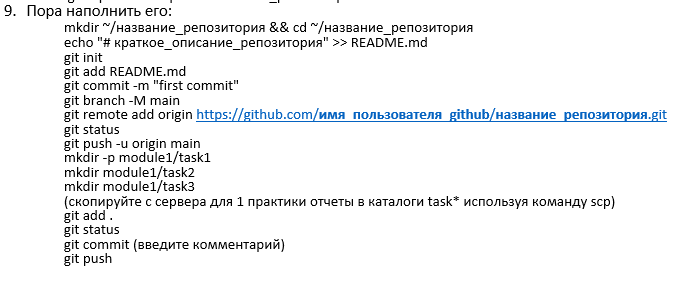 9. Пора наполнить его:
mkdir ~/название_репозитория && cd ~/название_репозитория
echo "# краткое_описание_репозитория" >> README.md
git init
git add README.md
git commit -m "first commit"
git branch -M main
git remote add origin https://github.com/имя_пользователя_github/название_репозитория.git
git status
git push -u origin main
mkdir -p module1/task1
mkdir module1/task2
mkdir module1/task3
(скопируйте с сервера для 1 практики отчеты в каталоги task* используя команду scp)
git add .
git status
git commit (введите комментарий)
git push